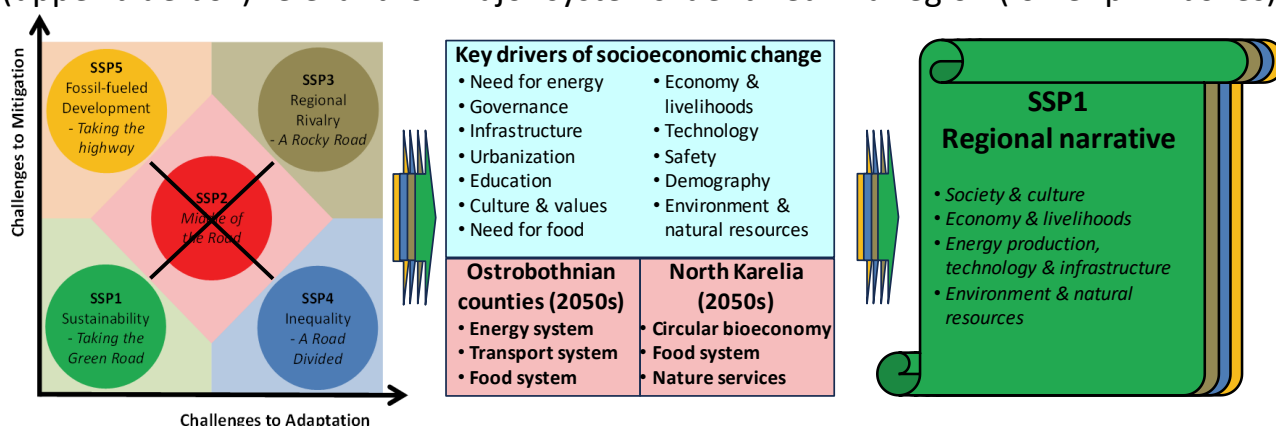 Challenges to Mitigation
SSP5
Fossil-fueled
Development
- Taking the
highway
SSP3
Regional
Rivalry
- A Rocky Road
SSP2
Middle of
the Road
SSP1
Sustainability
- Taking the
Green Road
SSP4
Inequality
- A Road
Divided
Challenges to Adaptation
Key drivers of socioeconomic change
• Need for energy
• Governance
• Infrastructure
• Urbanization
• Education
• Culture & values
• Need for food
• Economy &
livelihoods
• Technology
• Safety
• Demography
• Environment &
natural resources
Ostrobothnian
counties (2050s)
• Energy system
• Transport system
• Food system
North Karelia
(2050s)
• Circular bioeconomy
• Food system
• Nature services
SSP1
Regional narrative
• Society & culture
• Economy & livelihoods
• Energy production,
technology & infrastructure
• Environment & natural
resources